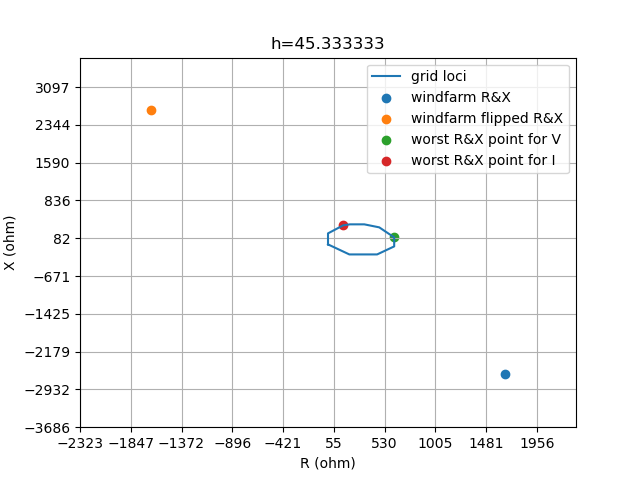 h=45.333333
grid loci
windfarm R&X
windfarm flipped R&X
worst R&X point for V
worst R&X point for I
3097
2344
1590
836
82
−671
−1425
−2179
−2932
−3686
X (ohm)
−2323 −1847 −1372 −896 −421 55 530 1005 1481 1956
R (ohm)